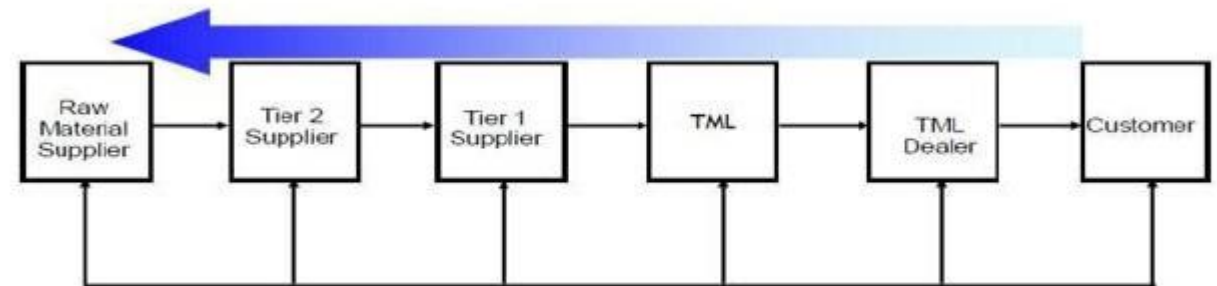 Raw
Material
Supplier
Tier 2
Supplier
Tier 1
Supplier
TML
TML
Dealer
Customer